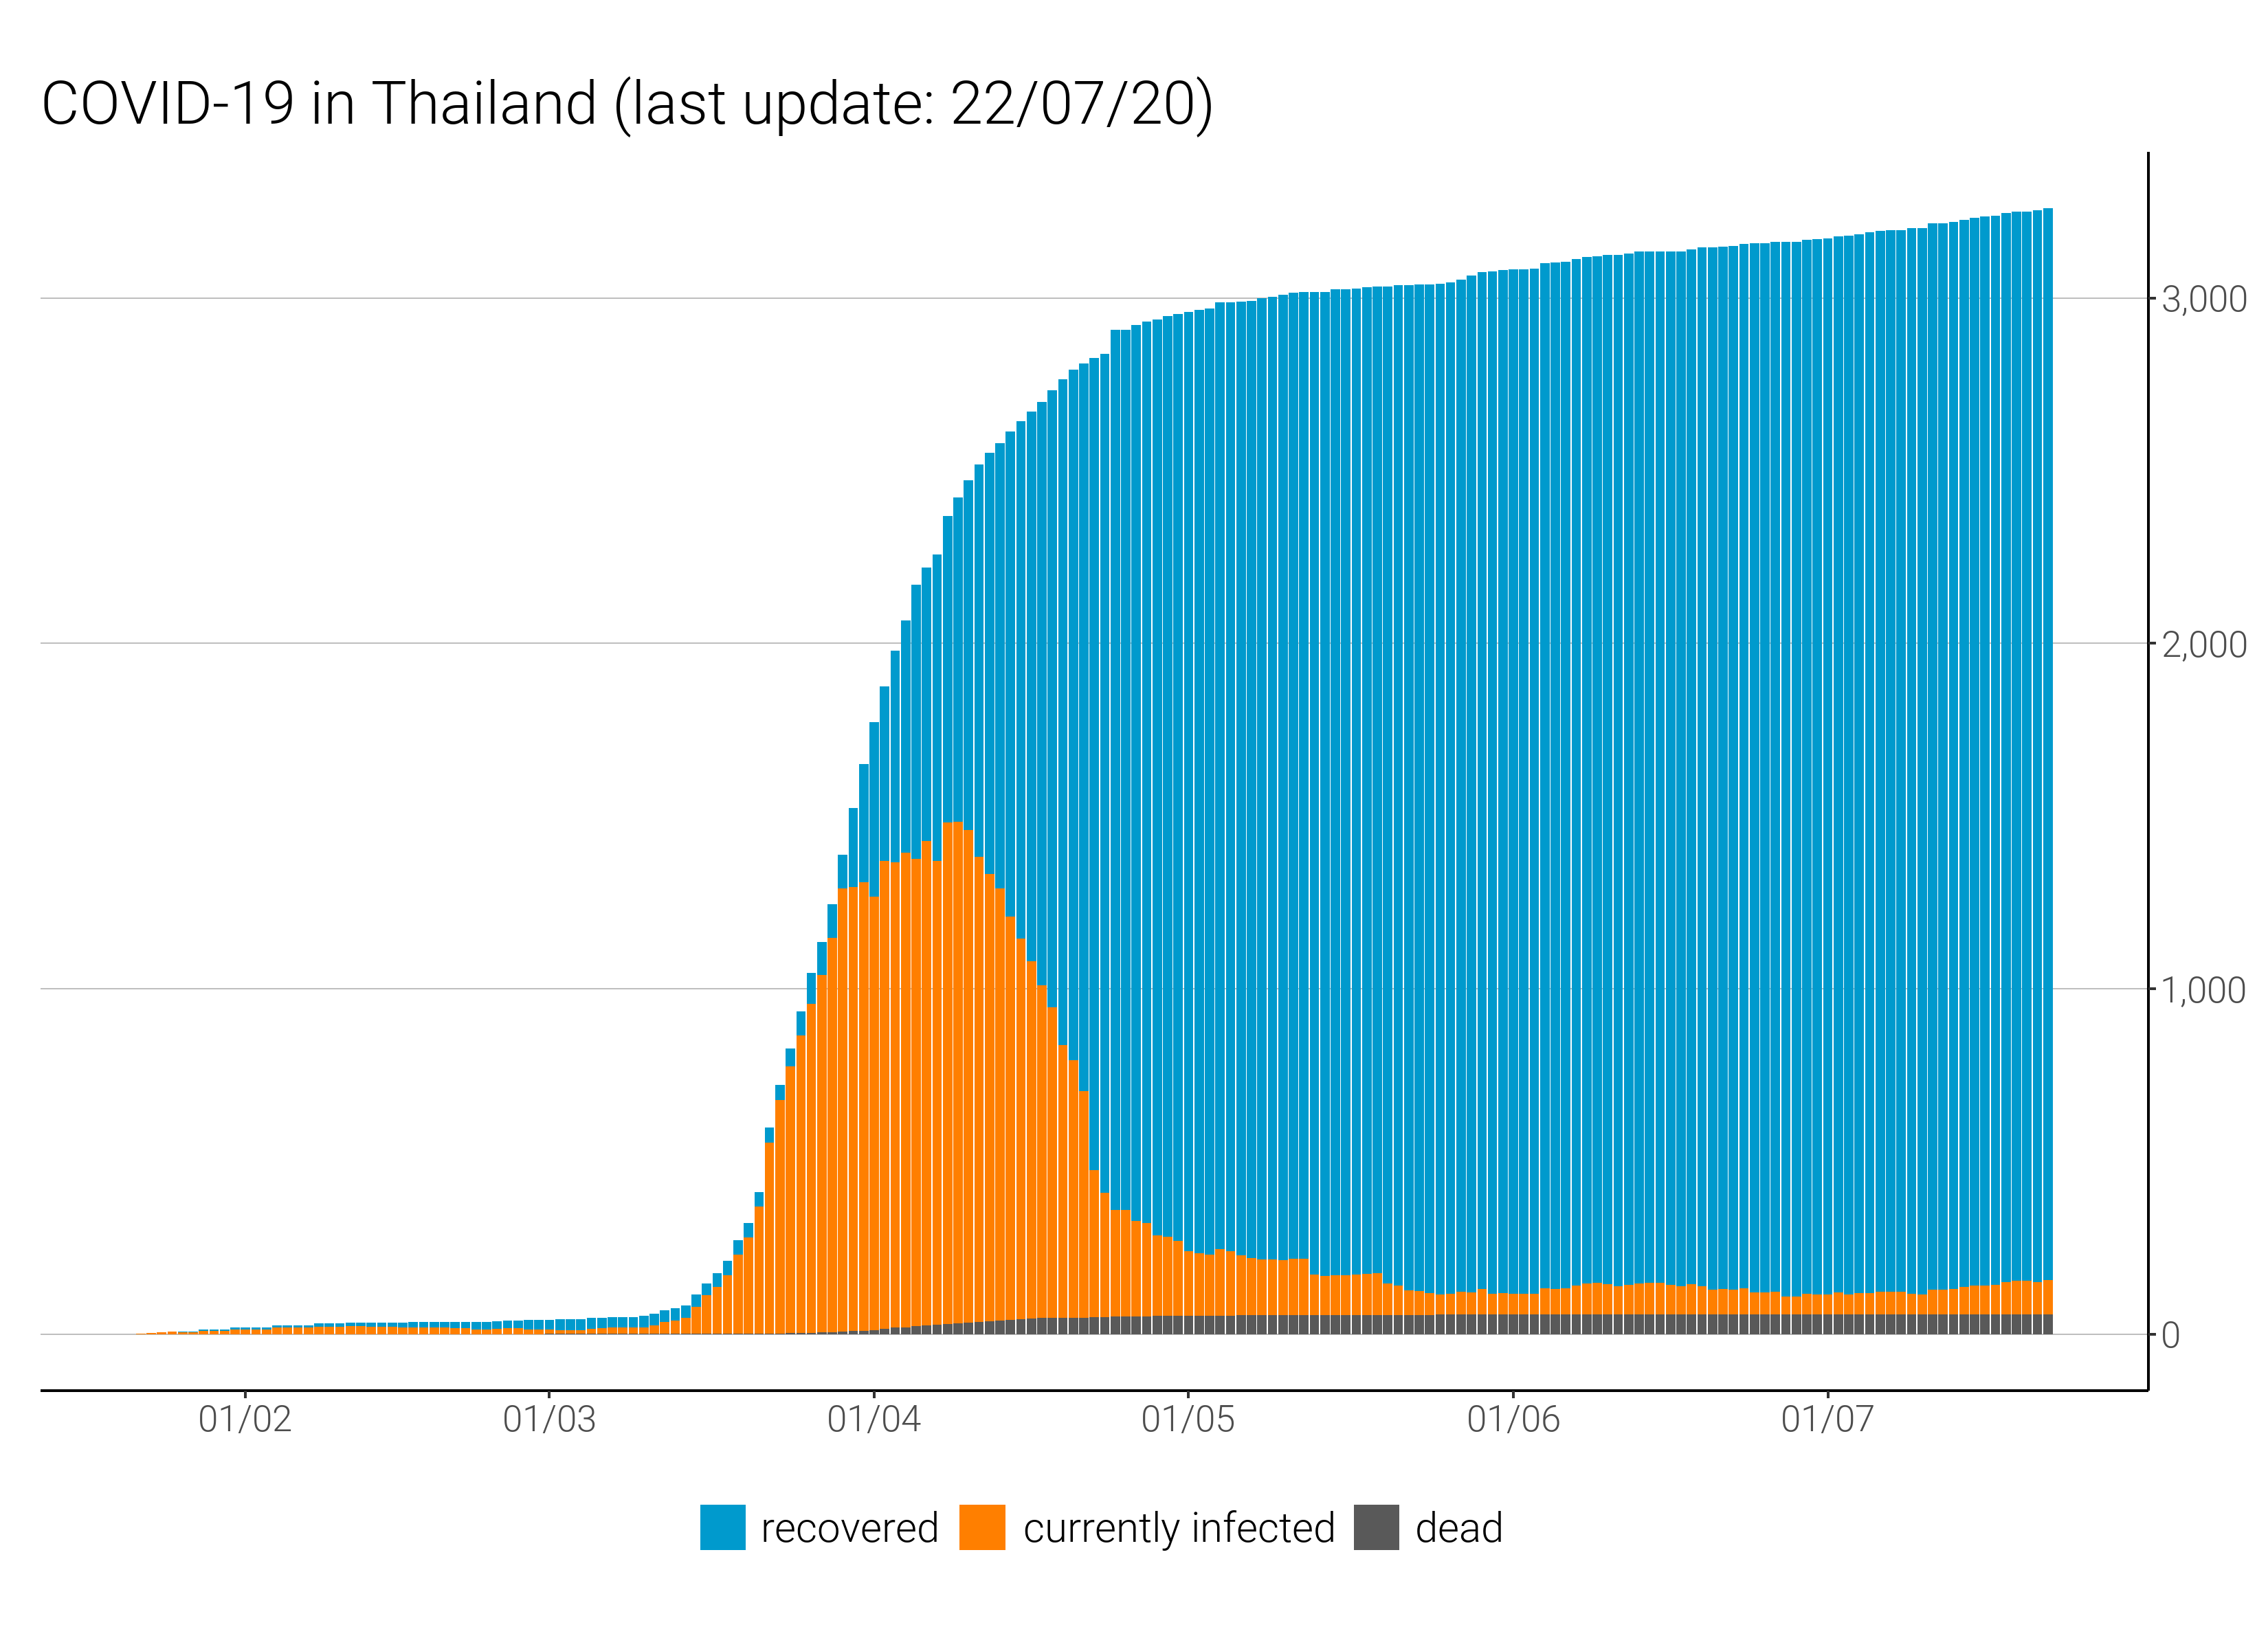 COVID-19 in Thailand (last update: 22/07/20)
3,000
2,000
1,000
0
01/02 01/03 01/04 01/05 01/06 01/07
recovered currently infected dead